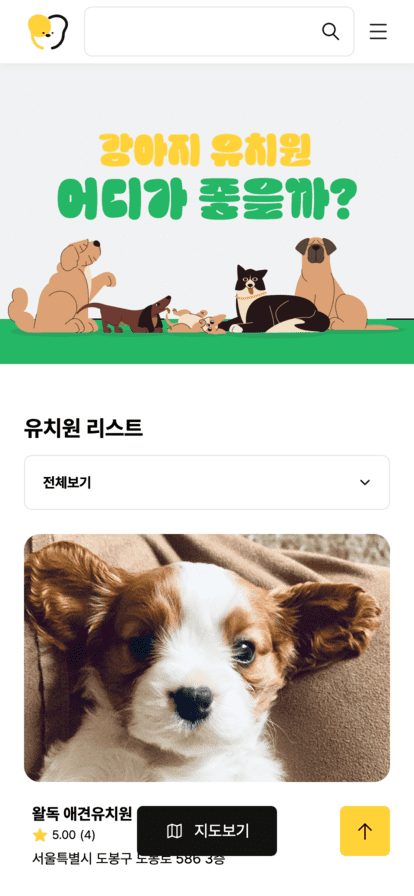 강아지 유치원
어디가 좋을까?
유치원 리스트
전체보기
왈독 애견유치원
5.00 (4)
지도보기
서울특별시 도봉구 도봉로 586 3층